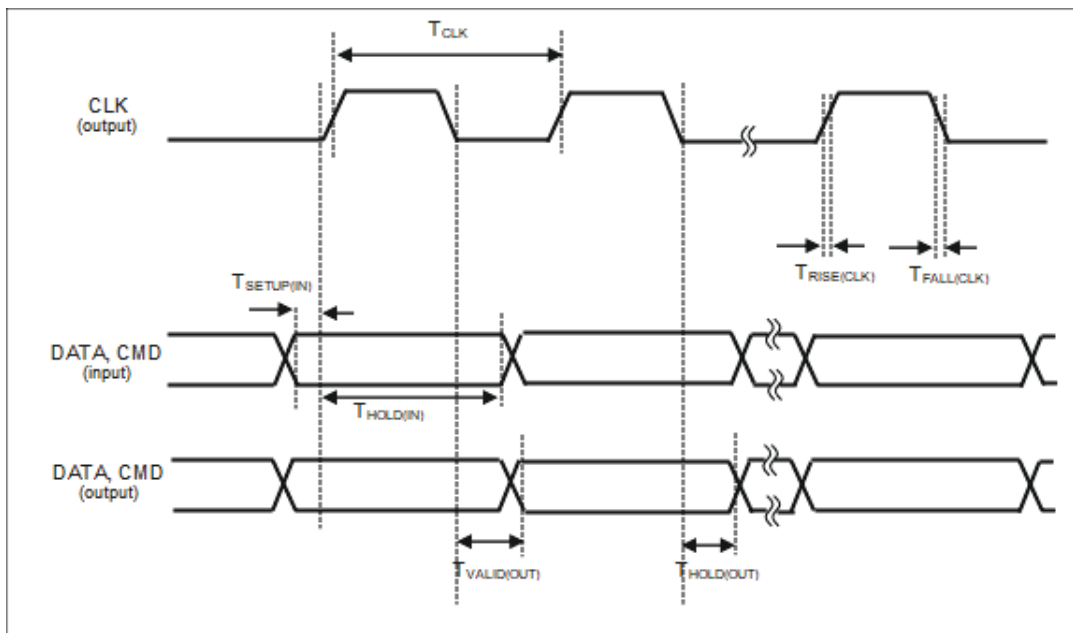 TCLK
CLK
(output)
TRISE(CLK)
TFALL(CLK)
TSETUP(IN)
DATA, CMD
(input)
THOLD(IN)
DATA, CMD
(output)
TVALID(OUT)
THOLD(OUT)